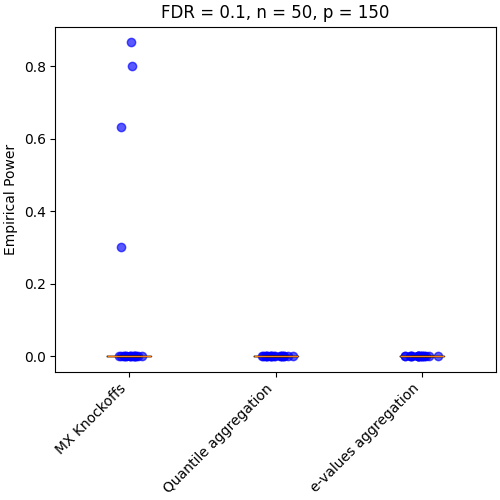 FDR = 0.1, n = 50, p = 150
Empirical Power
0.8
0.6
0.4
0.2
0.0
MX Knockoffs
Quantile aggregation
e-values aggregation